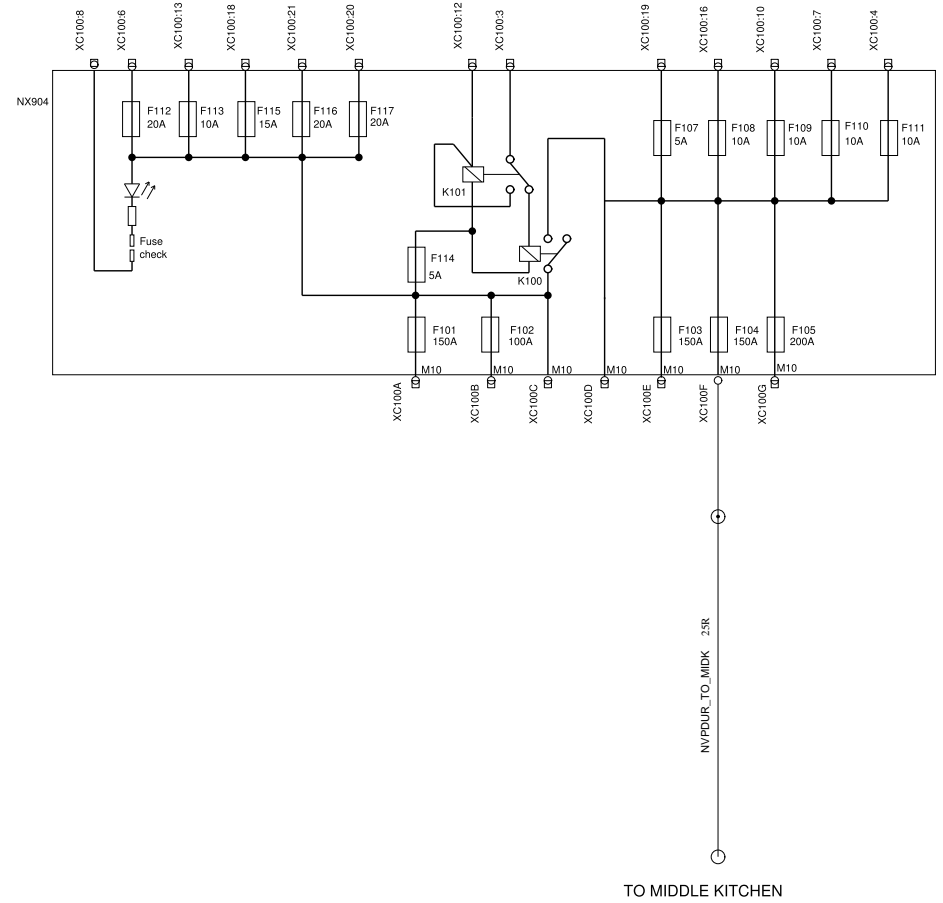 XC100:8
XC100:6
XC100:13
XC100:18
XC100:21
XC100:20
XC100:12
XC100:3
XC100:19
XC100:16
XC100:10
XC100:7
XC100:4
NX904
F112
20A
F113
10A
F115
15A
F116
20A
F117
20A
F107
5A
F108
10A
F109
10A
F110
10A
F111
10A
K101
Fuse
check
F114
5A
K100
F101
150A
F102
100A
F103
150A
F104
150A
F105
200A
M10
M10
M10
M10
M10
M10
M10
XC100A
XC100B
XC100C
XC100D
XC100E
XC100F
XC100G
NVPDUR_TO_MIDK 25R
TO MIDDLE KITCHEN